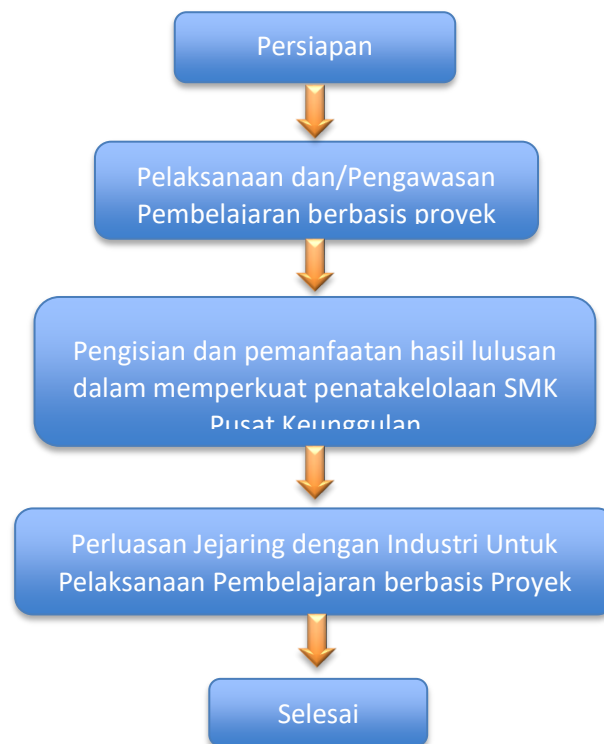 Persiapan
Pelaksanaan dan/Pengawasan
Pembelajaran berbasis proyek
Pengisian dan pemanfaatan hasil lulusan
dalam memperkuat penatakelolaan SMK
Pusat Keunggulan
Perluasan Jejaring dengan Industri Untuk
Pelaksanaan Pembelajaran berbasis Proyek
Selesai